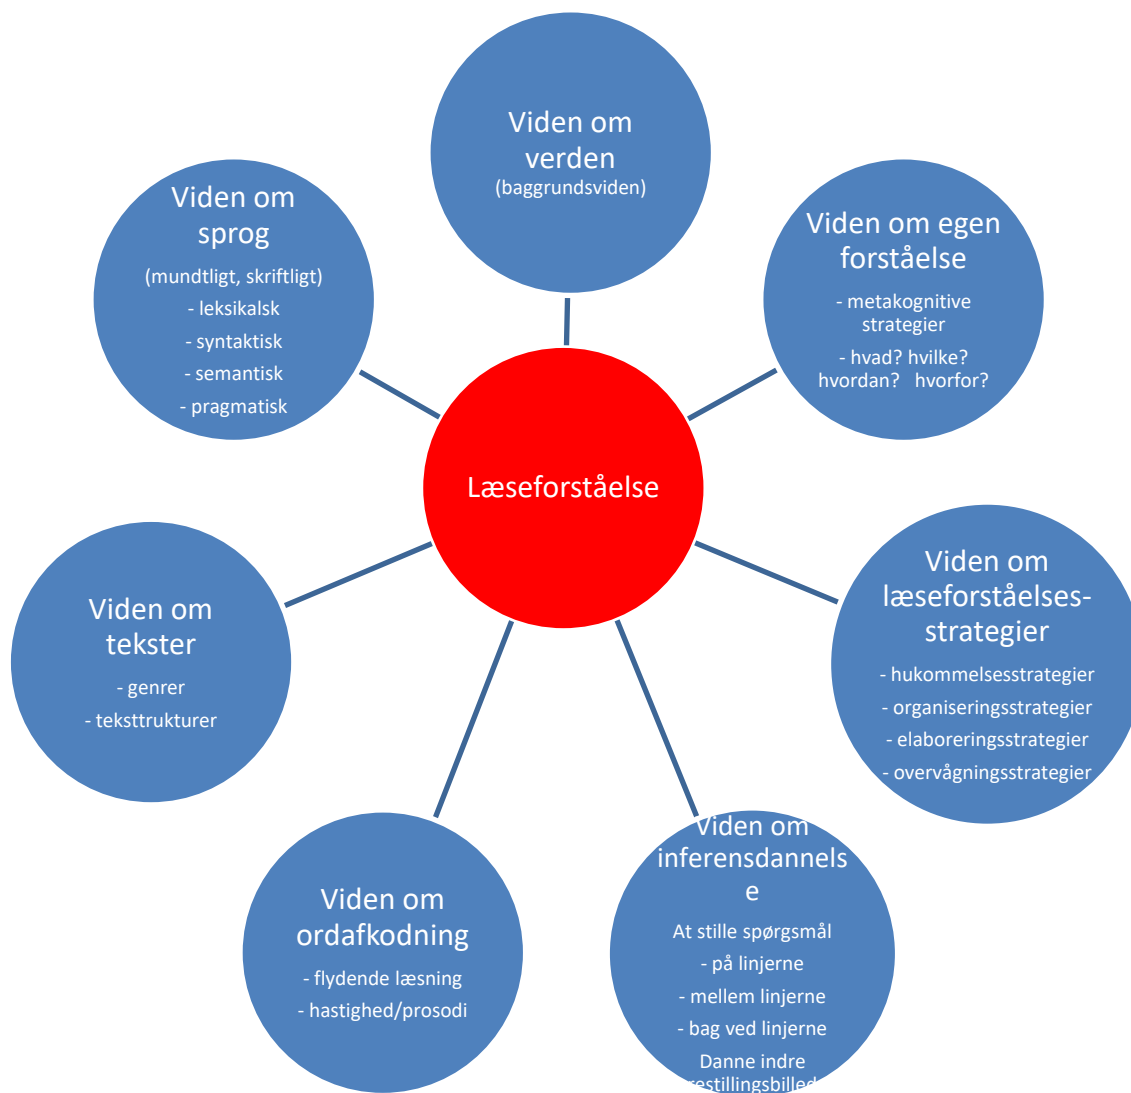 Viden om
verden
(baggrundsviden)
Viden om egen
forståelse
- metakognitive
strategier
- hvad? hvilke?
hvordan? hvorfor?
Viden om
læseforståelses-
strategier
- hukommelsesstrategier
- organiseringsstrategier
- elaboreringsstrategier
- overvågningsstrategier
Viden om
inferensdannels
e
At stille spørgsmål
- på linjerne
- mellem linjerne
- bag ved linjerne
Danne indre
Viden om
ordafkodning
- flydende læsning
- hastighed/prosodi
Viden om
tekster
- genrer
- teksttrukturer
Viden om
sprog
(mundtligt, skriftligt)
- leksikalsk
- syntaktisk
- semantisk
- pragmatisk
Læseforståelse